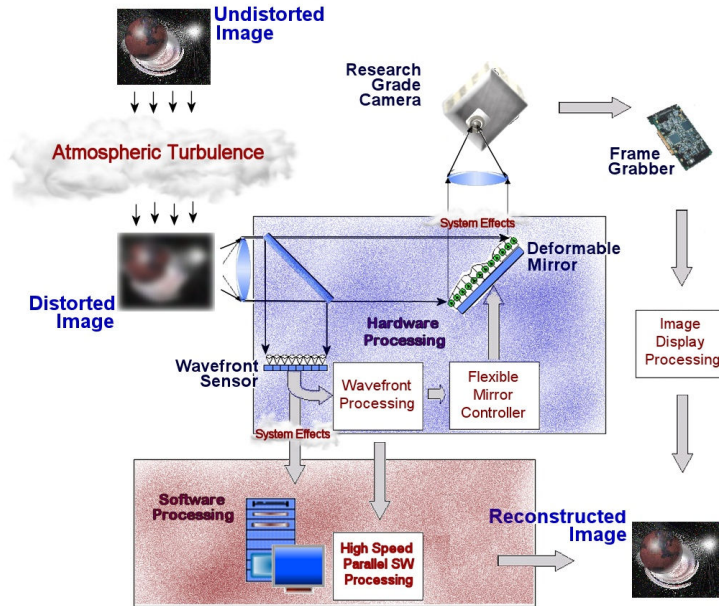 Undistorted
Image
Research
Grade
Camera
Atmospheric Turbulence
Frame
Grabber
System Effects
Deformable
Mirror
Distorted
Image
Hardware
Processing
Image
Display
Processing
Wavefront
Sensor
Wavefront
Processing
Flexible
Mirror
Controller
System Effects
Software
Processing
Reconstructed
Image
High Speed
Parallel SW
Processing